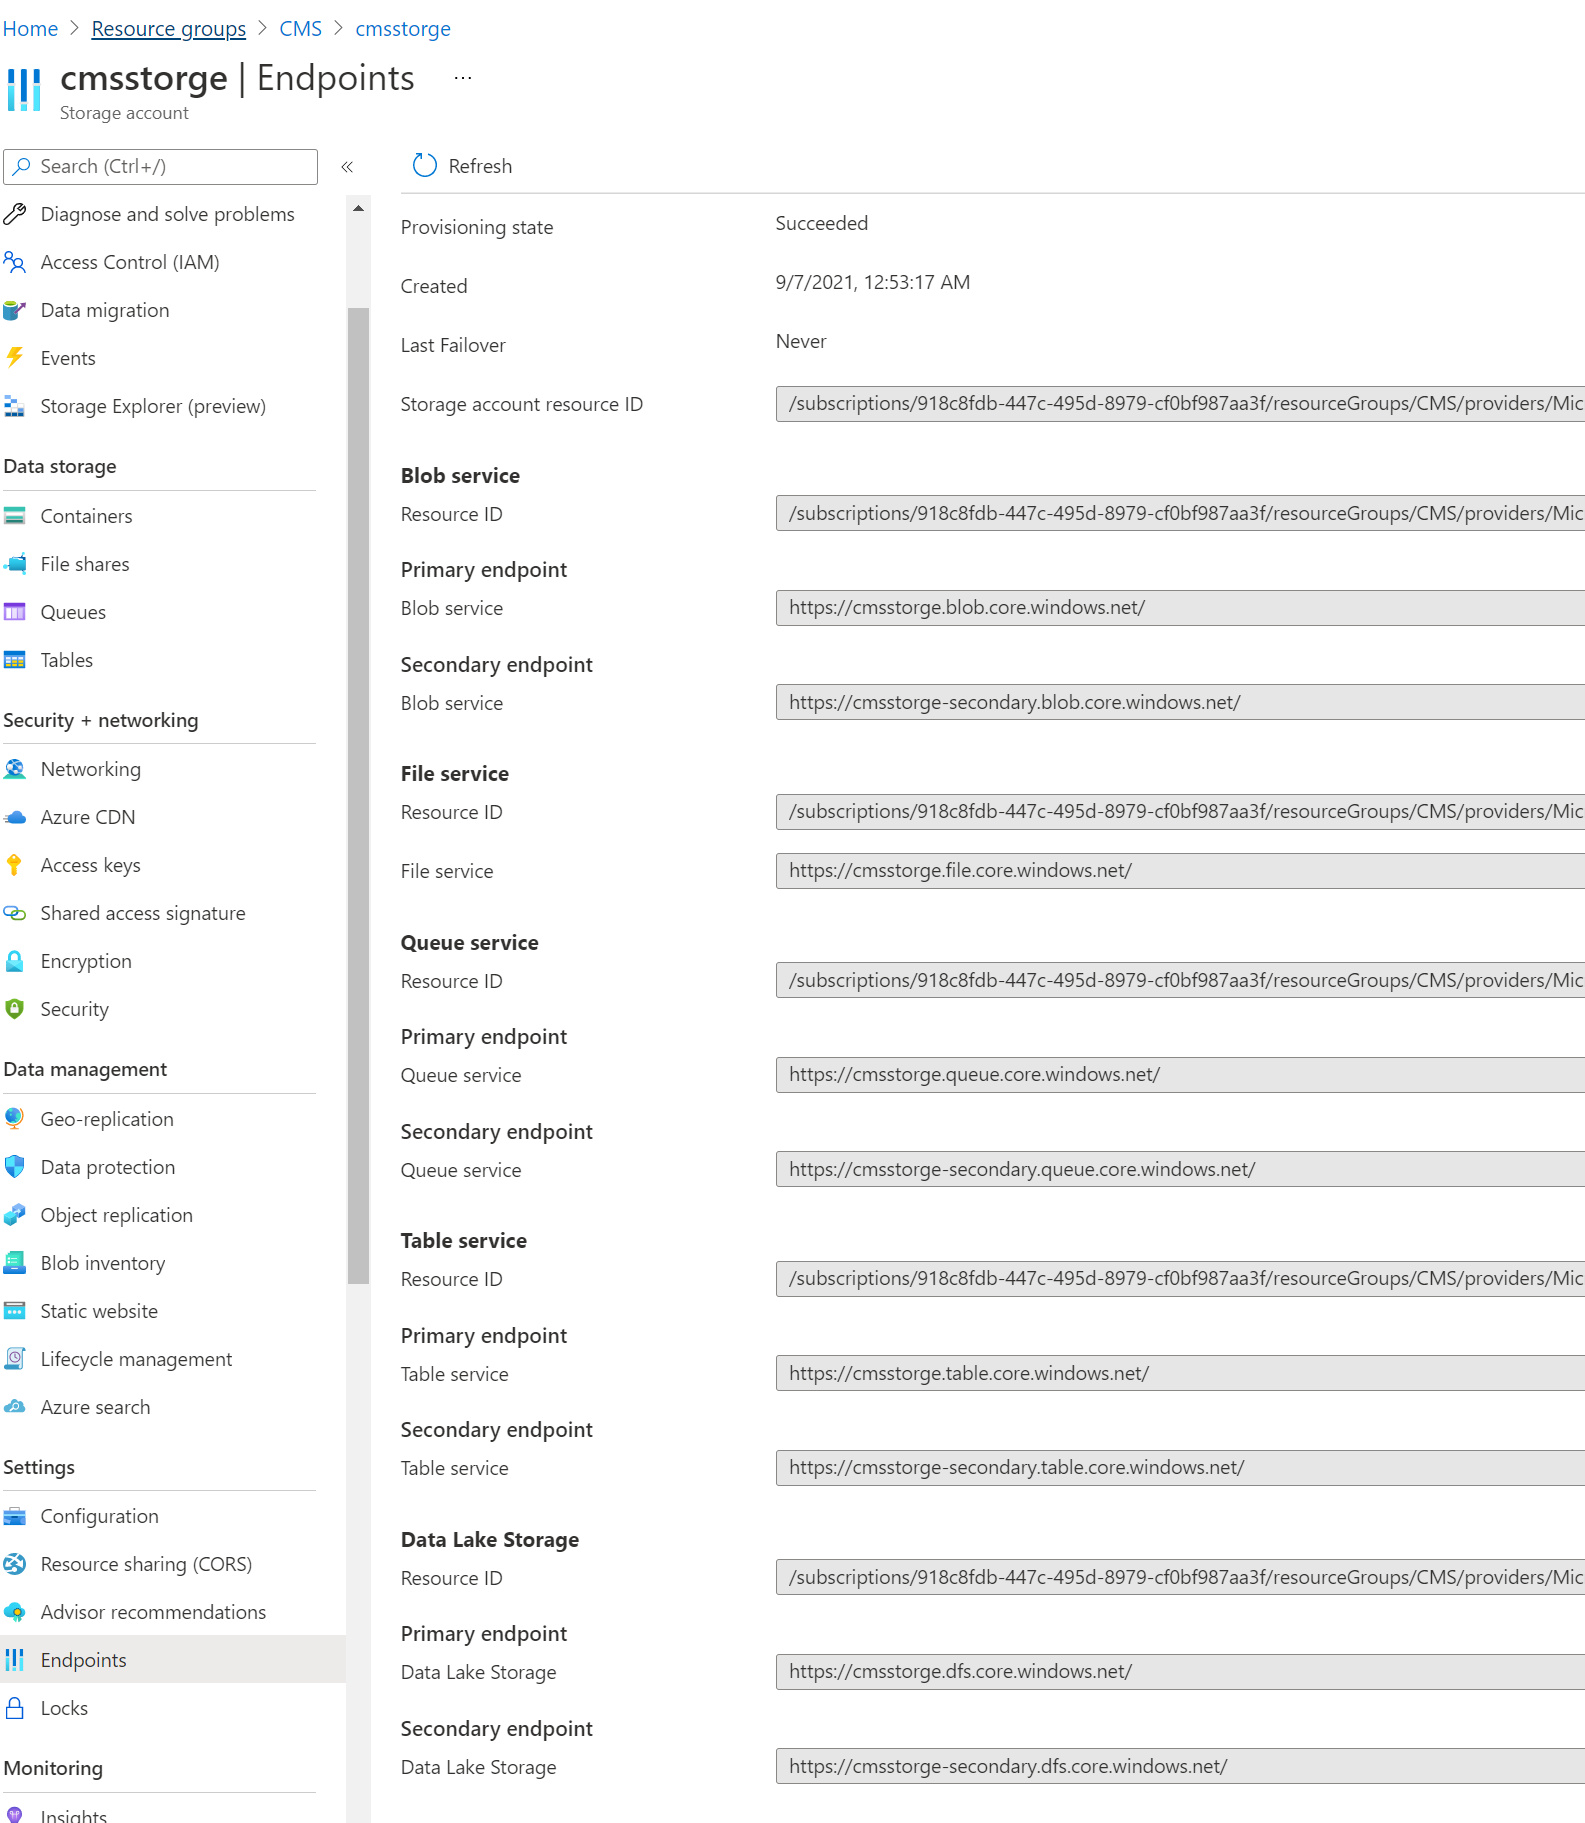 Home > Resource groups > CMS > cmsstorge
cmsstorge | Endpoints ...
Storage account
Search (Ctrl+/)
«
Diagnose and solve problems
Access Control (IAM)
Data migration
Events
Storage Explorer (preview)
Data storage
Containers
File shares
Queues
Tables
Security + networking
Networking
Azure CDN
Access keys
Shared access signature
Encryption
Security
Data management
Geo-replication
Data protection
Object replication
Blob inventory
Static website
Lifecycle management
Azure search
Settings
Configuration
Resource sharing (CORS)
Advisor recommendations
Endpoints
Locks
Monitoring
Insights
Refresh
Provisioning state Succeeded
Created 9/7/2021, 12:53:17 AM
Last Failover Never
Storage account resource ID /subscriptions/918c8fdb-447c-495d-8979-cf0bf987aa3f/resourceGroups/CMS/providers/Mic
Blob service
Resource ID /subscriptions/918c8fdb-447c-495d-8979-cf0bf987aa3f/resourceGroups/CMS/providers/Mic
Primary endpoint
Blob service https://cmsstorge.blob.core.windows.net/
Secondary endpoint
Blob service https://cmsstorge-secondary.blob.core.windows.net/
File service
Resource ID /subscriptions/918c8fdb-447c-495d-8979-cf0bf987aa3f/resourceGroups/CMS/providers/Mic
File service https://cmsstorge.file.core.windows.net/
Queue service
Resource ID /subscriptions/918c8fdb-447c-495d-8979-cf0bf987aa3f/resourceGroups/CMS/providers/Mic
Primary endpoint
Queue service https://cmsstorge.queue.core.windows.net/
Secondary endpoint
Queue service https://cmsstorge-secondary.queue.core.windows.net/
Table service
Resource ID /subscriptions/918c8fdb-447c-495d-8979-cf0bf987aa3f/resourceGroups/CMS/providers/Mic
Primary endpoint
Table service https://cmsstorge.table.core.windows.net/
Secondary endpoint
Table service https://cmsstorge-secondary.table.core.windows.net/
Data Lake Storage
Resource ID /subscriptions/918c8fdb-447c-495d-8979-cf0bf987aa3f/resourceGroups/CMS/providers/Mic
Primary endpoint
Data Lake Storage https://cmsstorge.dfs.core.windows.net/
Secondary endpoint
Data Lake Storage https://cmsstorge-secondary.dfs.core.windows.net/